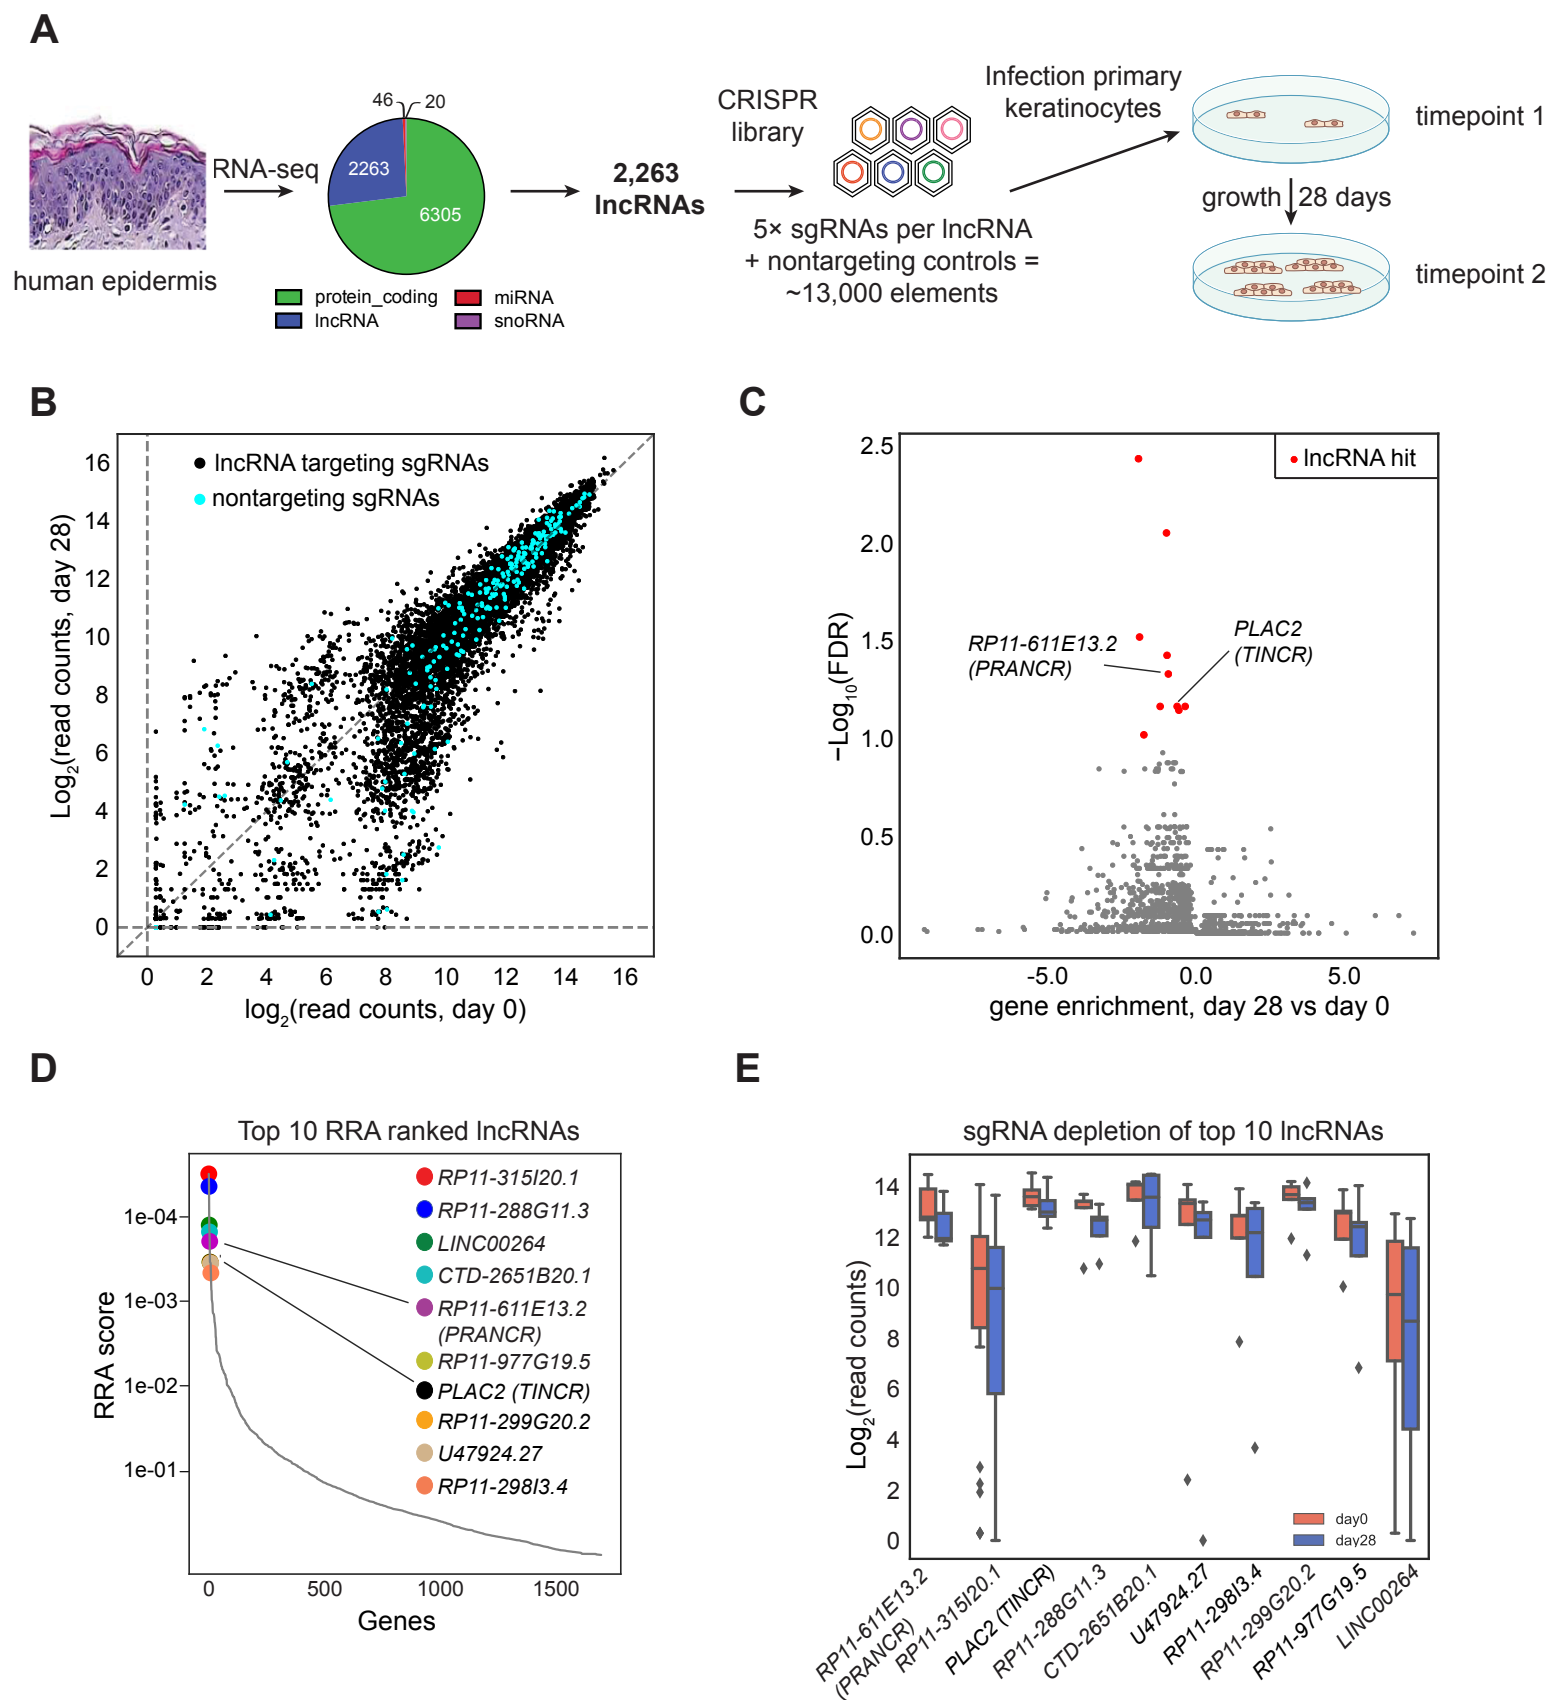 A
human epidermis
RNA-seq
46
20
2263
6305
protein_coding
miRNA
lncRNA
snoRNA
2,263
lncRNAs
CRISPR
library
5× sgRNAs per lncRNA
+ nontargeting controls =
~13,000 elements
Infection primary
keratinocytes
timepoint 1
growth
28 days
timepoint 2
B
lncRNA targeting sgRNAs
nontargeting sgRNAs
Log2(read counts, day 28)
16
14
12
10
8
6
4
2
0
0 2 4 6 8 10 12 14 16
log2(read counts, day 0)
C
lncRNA hit
−Log10(FDR)
2.5
2.0
1.5
1.0
0.5
0.0
RP11-611E13.2
(PRANCR)
PLAC2
(TINCR)
-5.0 0.0 5.0
gene enrichment, day 28 vs day 0
D
Top 10 RRA ranked lncRNAs
RRA score
1e-04
1e-03
1e-02
1e-01
RP11-315I20.1
RP11-288G11.3
LINC00264
CTD-2651B20.1
RP11-611E13.2
(PRANCR)
RP11-977G19.5
PLAC2 (TINCR)
RP11-299G20.2
U47924.27
RP11-298I3.4
0 500 1000 1500
Genes
E
sgRNA depletion of top 10 lncRNAs
Log2(read counts)
14
12
10
8
6
4
2
0
day0
day28
RP11-611E13.2
(PRANCR)
RP11-315I20.1
PLAC2 (TINCR)
RP11-288G11.3
CTD-2651B20.1
U47924.27
RP11-298I3.4
RP11-299G20.2
RP11-977G19.5
LINC00264